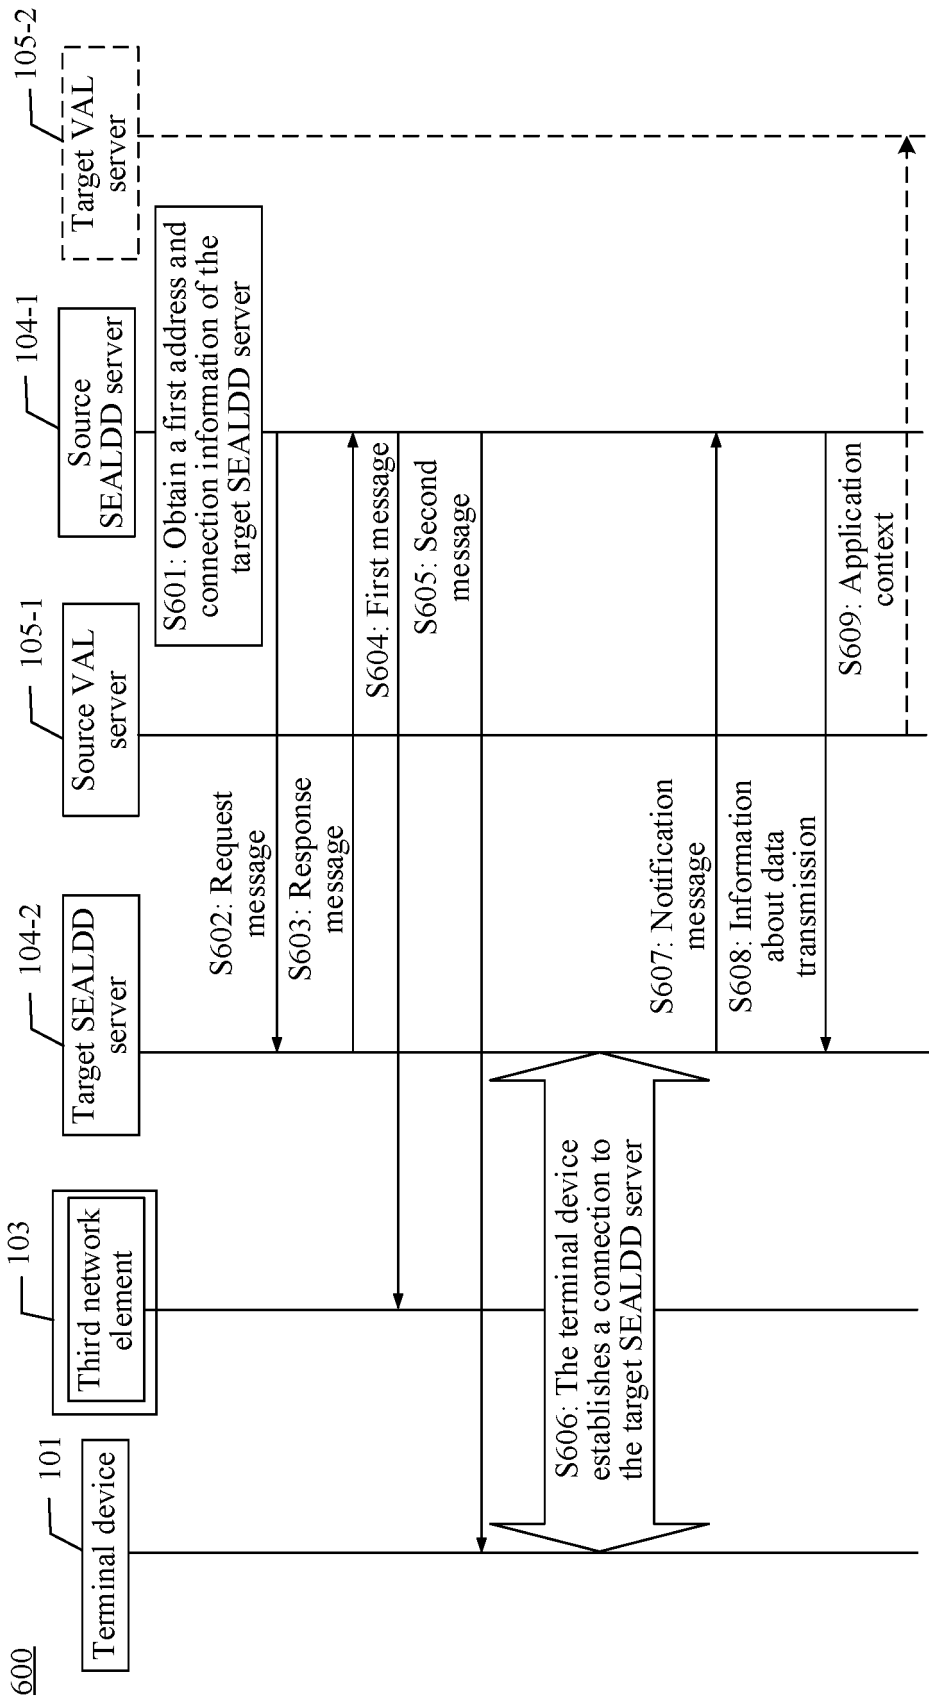 600
101
Terminal device
103
Third network
element
104-2
Target SEALDD
server
105-1
Source VAL
server
104-1
Source
SEALDD server
105-2
Target VAL
server
S601: Obtain a first address and
connection information of the
target SEALDD server
S602: Request
message
S603: Response
message
S604: First message
S605: Second
message
S606: The terminal device
establishes a connection to
the target SEALDD server
S607: Notification
message
S608: Information
about data
transmission
S609: Application
context